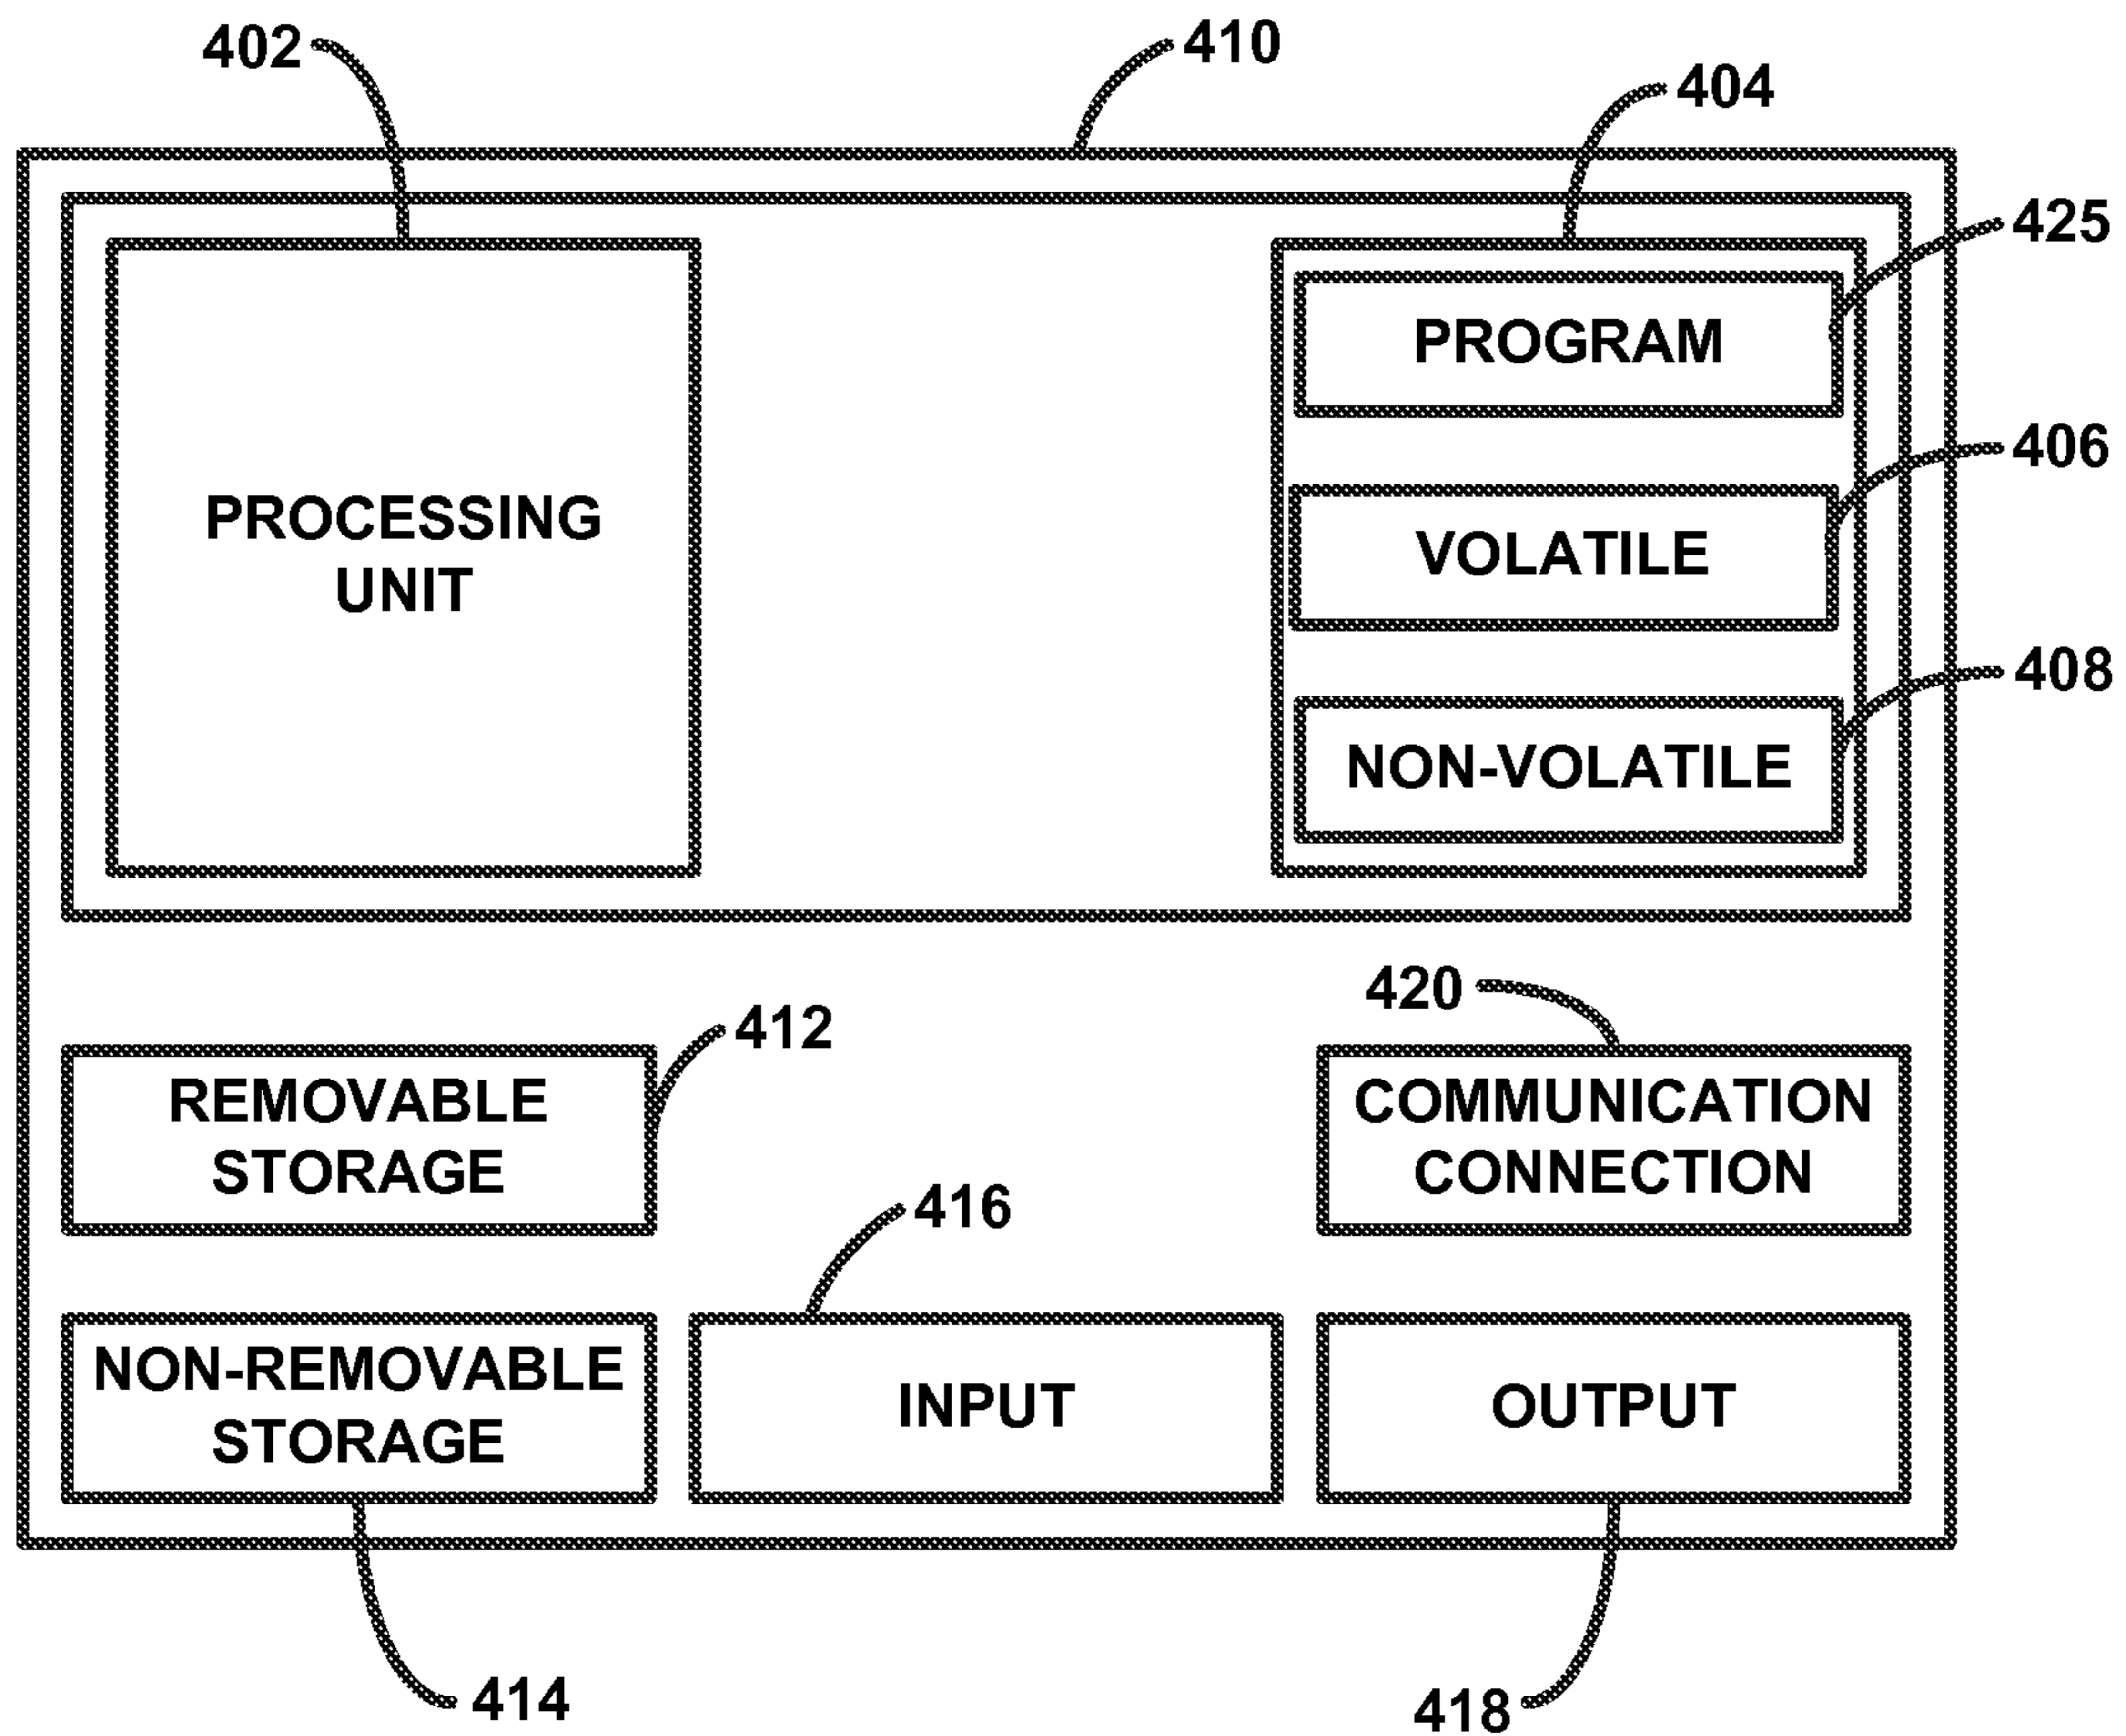 402
410
404
425
PROGRAM
406
PROCESSING
UNIT
VOLATILE
408
NON-VOLATILE
420
412
REMOVABLE
STORAGE
COMMUNICATION
CONNECTION
416
NON-REMOVABLE
STORAGE
INPUT
OUTPUT
414
418